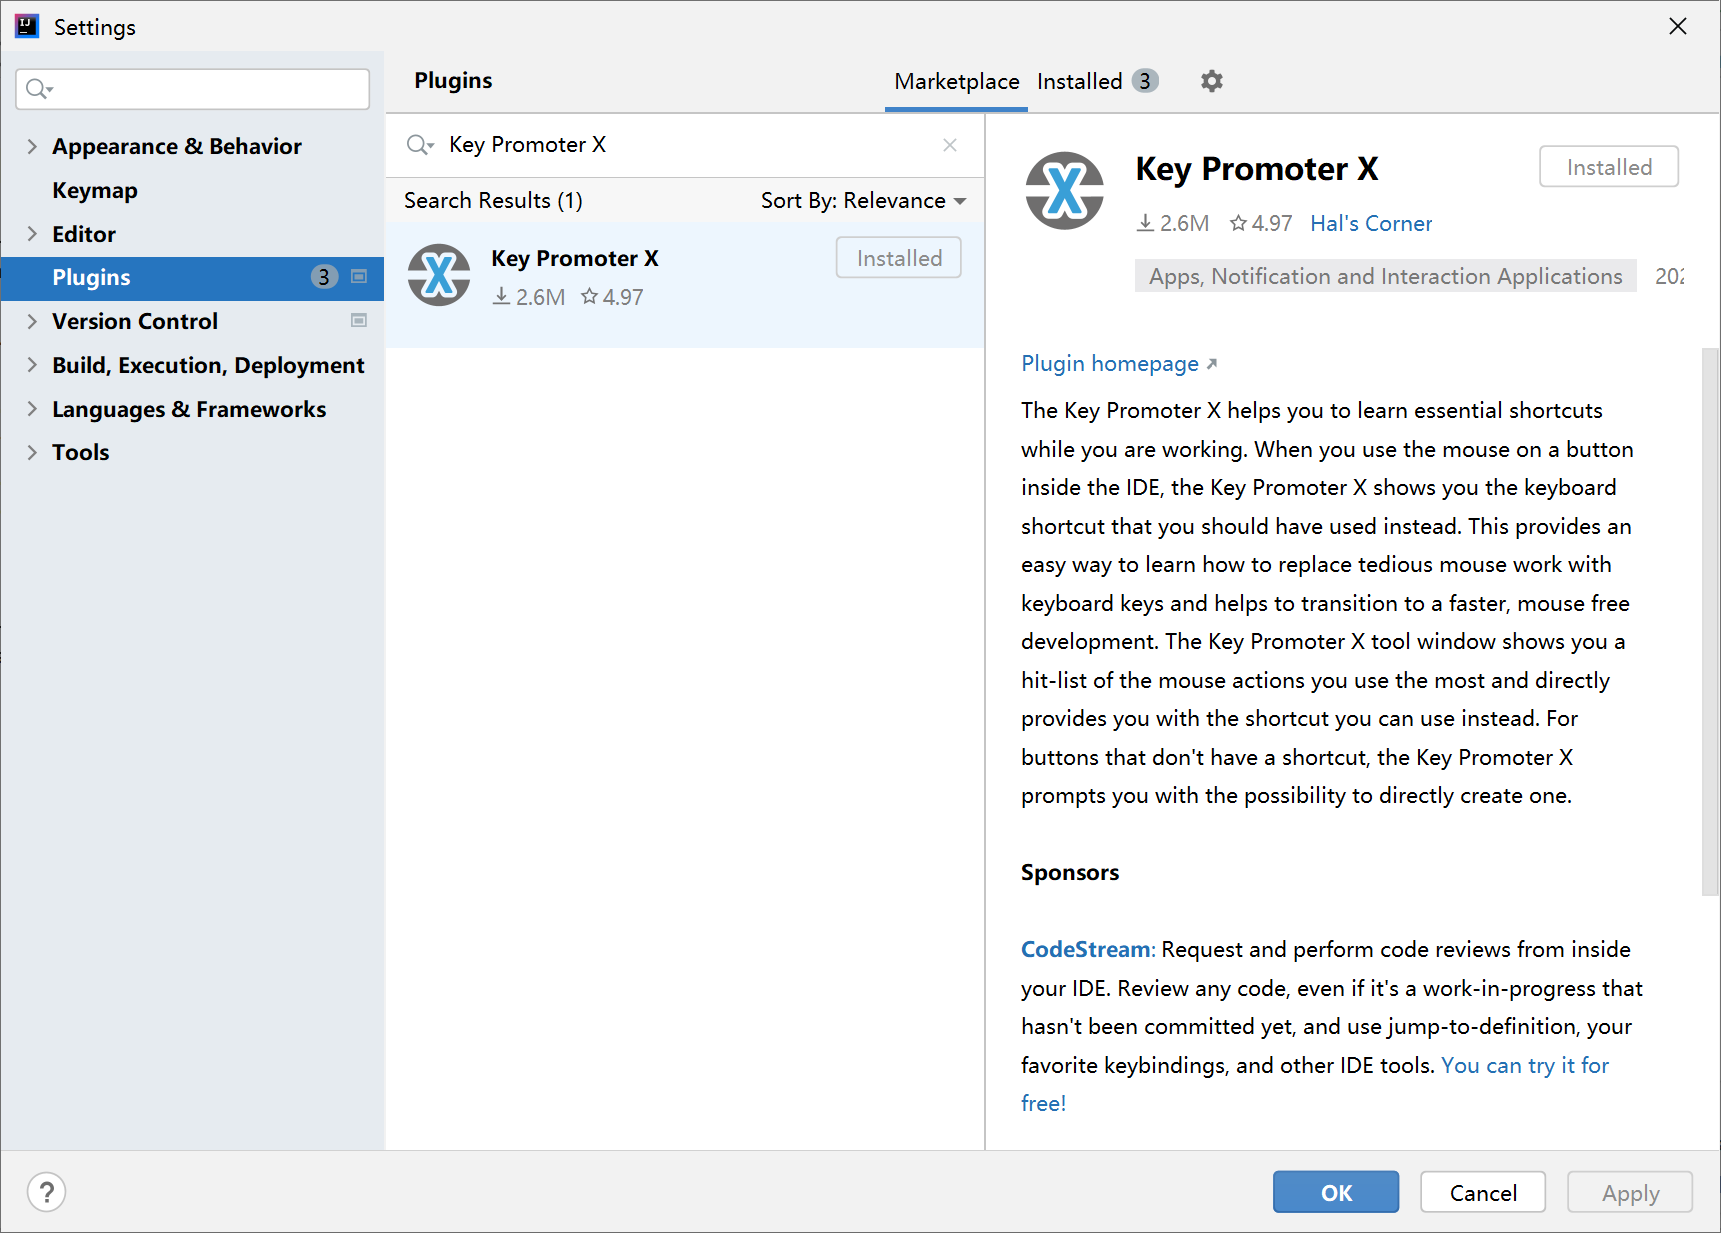 Settings
Plugins
Marketplace Installed 3
Appearance & Behavior
Keymap
Editor
Plugins 3
Version Control
Build, Execution, Deployment
Languages & Frameworks
Tools
Key Promoter X
Search Results (1) Sort By: Relevance
Key Promoter X Installed
2.6M 4.97
Key Promoter X Installed
2.6M 4.97 Hal's Corner
Apps, Notification and Interaction Applications 202
Plugin homepage
The Key Promoter X helps you to learn essential shortcuts
while you are working. When you use the mouse on a button
inside the IDE, the Key Promoter X shows you the keyboard
shortcut that you should have used instead. This provides an
easy way to learn how to replace tedious mouse work with
keyboard keys and helps to transition to a faster, mouse free
development. The Key Promoter X tool window shows you a
hit-list of the mouse actions you use the most and directly
provides you with the shortcut you can use instead. For
buttons that don't have a shortcut, the Key Promoter X
prompts you with the possibility to directly create one.
Sponsors
CodeStream: Request and perform code reviews from inside
your IDE. Review any code, even if it's a work-in-progress that
hasn't been committed yet, and use jump-to-definition, your
favorite keybindings, and other IDE tools. You can try it for
free!
? OK Cancel Apply